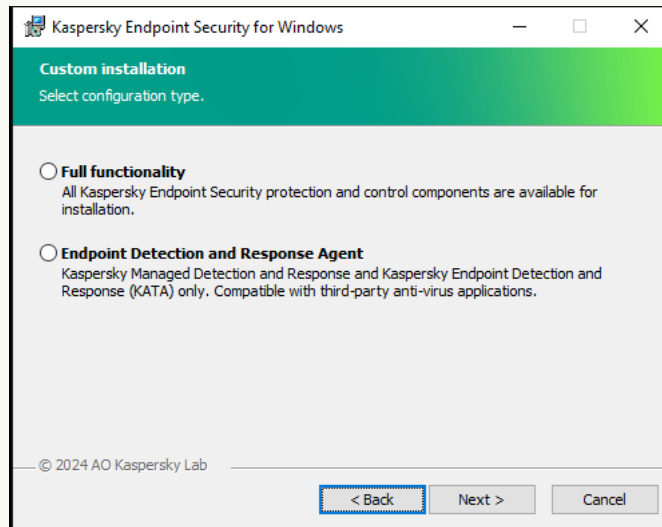 Kaspersky Endpoint Security for Windows
Custom installation
Select configuration type.
Full functionality
All Kaspersky Endpoint Security protection and control components are available for
installation.
Endpoint Detection and Response Agent
Kaspersky Managed Detection and Response and Kaspersky Endpoint Detection and
Response (KATA) only. Compatible with third-party anti-virus applications.
© 2024 AO Kaspersky Lab
< Back Next > Cancel